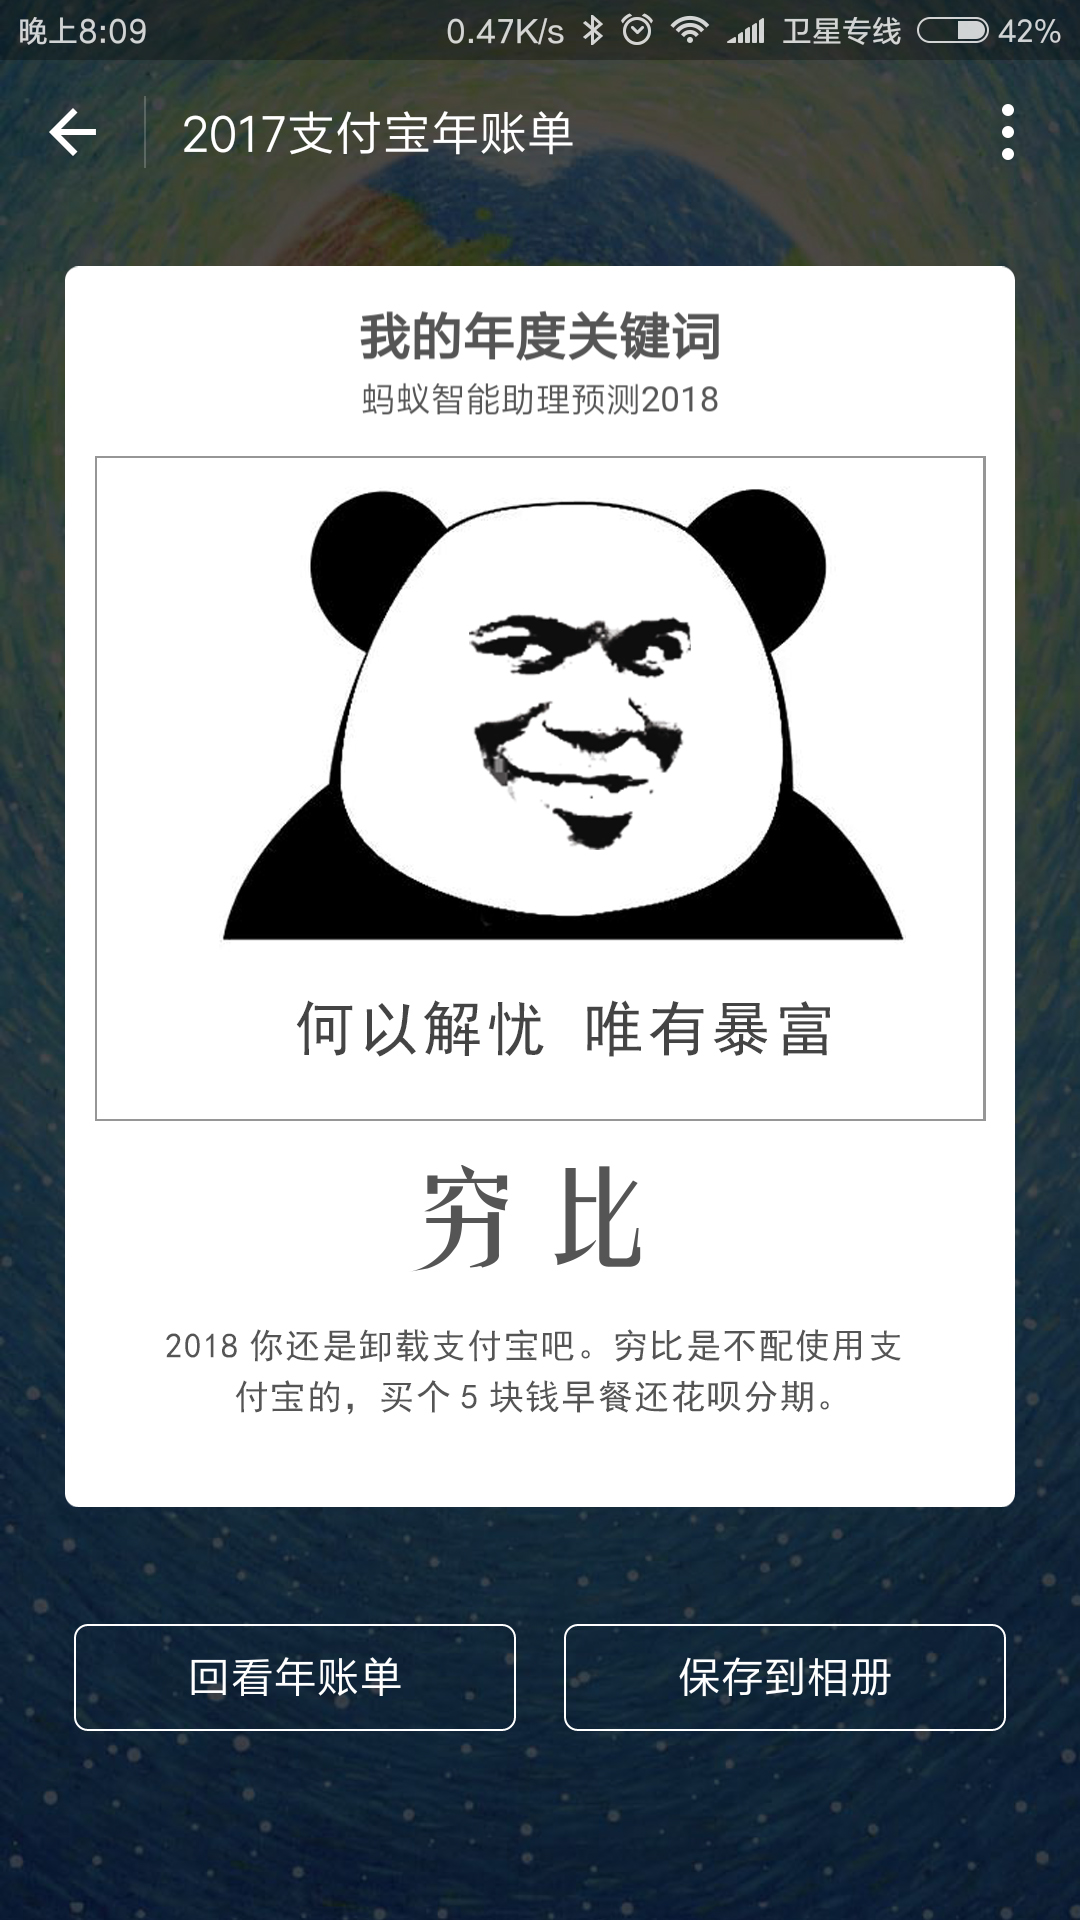 晚上8:09 0.47K/s 卫星专线 42%
2017支付宝年账单
我的年度关键词
蚂蚁智能助理预测2018
何以解忧 唯有暴富
穷比
2018 你还是卸载支付宝吧。穷比是不配使用支
付宝的，买个 5 块钱早餐还花呗分期。
回看年账单 保存到相册